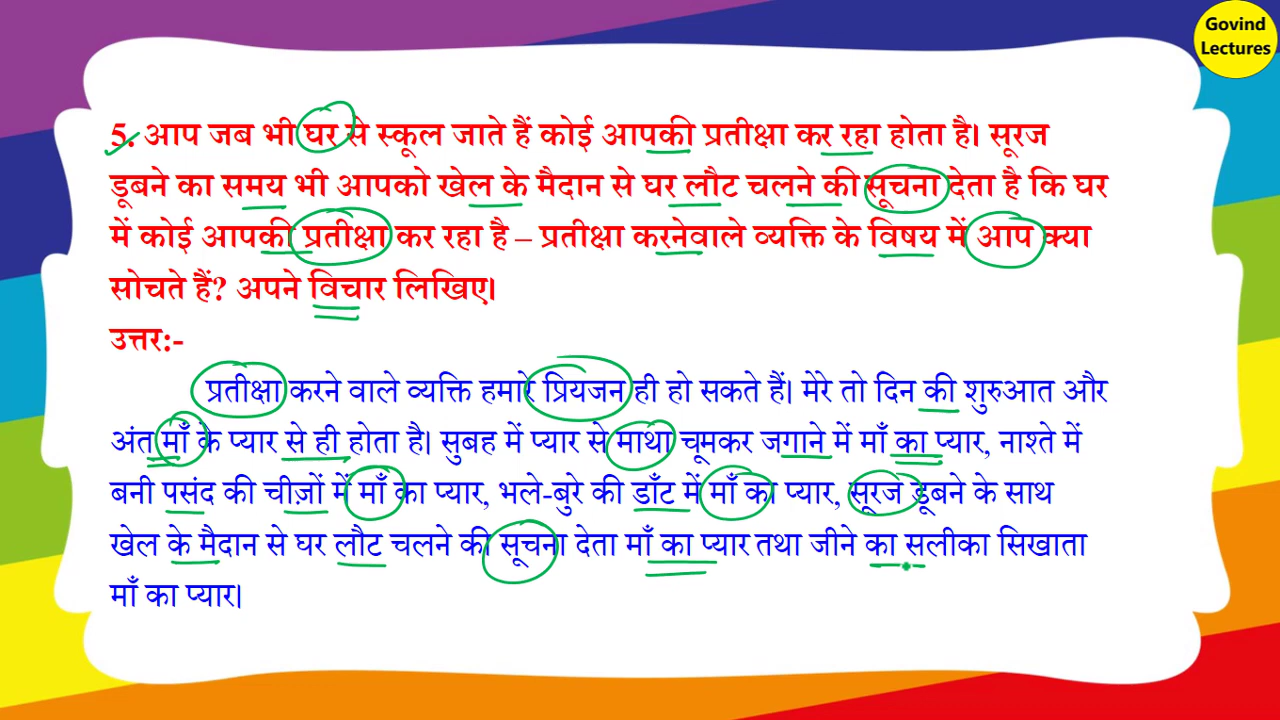 Govind
Lectures
5. आप जब भी घर से स्कूल जाते हैं कोई आपकी प्रतीक्षा कर रहा होता है। सूरज
डूबने का समय भी आपको खेल के मैदान से घर लौट चलने की सूचना देता है कि घर
में कोई आपकी प्रतीक्षा कर रहा है – प्रतीक्षा करनेवाले व्यक्ति के विषय में आप क्या
सोचते हैं? अपने विचार लिखिए।
उत्तर:-
प्रतीक्षा करने वाले व्यक्ति हमारे प्रियजन ही हो सकते हैं। मेरे तो दिन की शुरुआत और
अंत माँ के प्यार से ही होता है। सुबह में प्यार से माथा चूमकर जगाने में माँ का प्यार, नाश्ते में
बनी पसंद की चीज़ों में माँ का प्यार, भले-बुरे की डाँट में माँ का प्यार, सूरज डूबने के साथ
खेल के मैदान से घर लौट चलने की सूचना देता माँ का प्यार तथा जीने का सलीका सिखाता
माँ का प्यार।